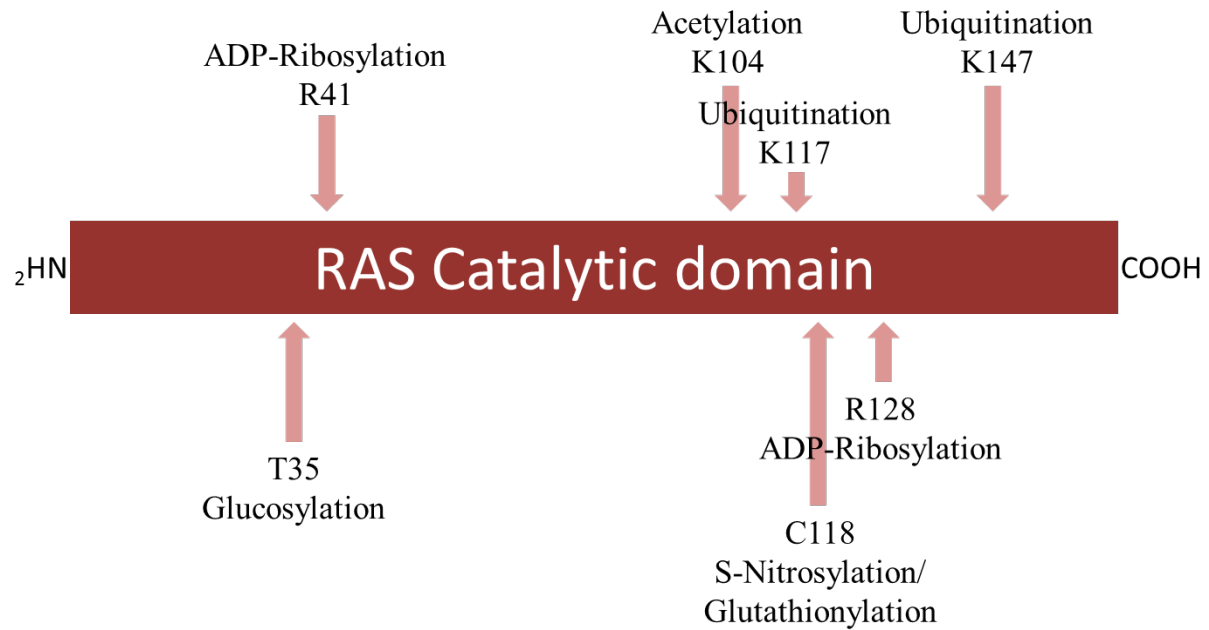 Acetylation
K104
Ubiquitination
K147
ADP-Ribosylation
R41
Ubiquitination
K117
₂HN
RAS Catalytic domain
COOH
T35
Glucosylation
R128
ADP-Ribosylation
C118
S-Nitrosylation/
Glutathionylation